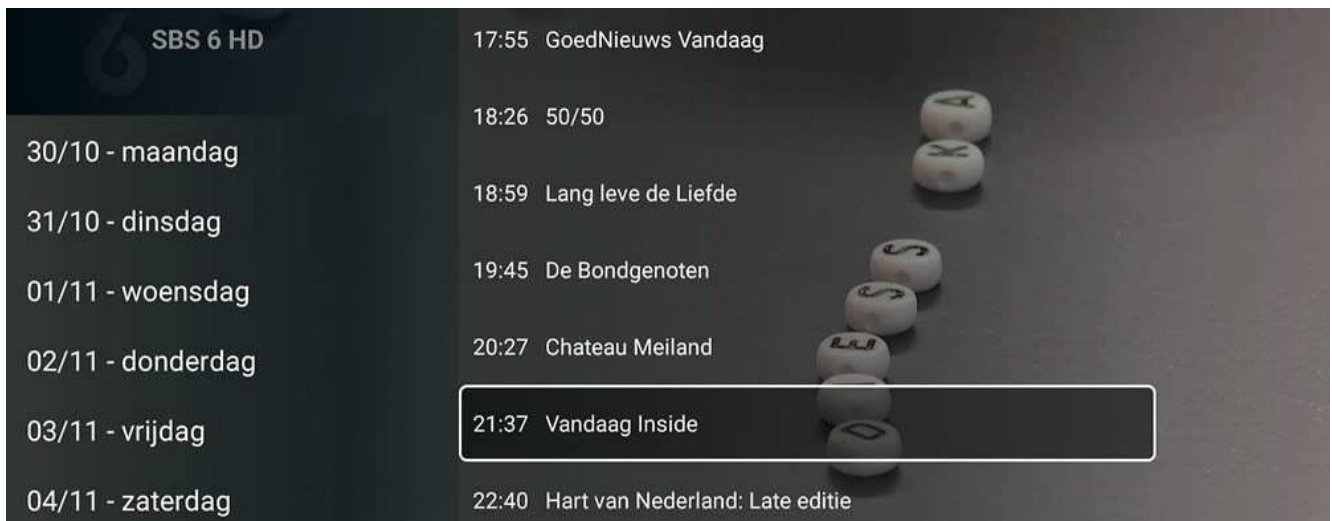 SBS 6 HD
30/10 - maandag
31/10 - dinsdag
01/11 - woensdag
02/11 - donderdag
03/11 - vrijdag
04/11 - zaterdag
17:55 GoedNieuws Vandaag
18:26 50/50
18:59 Lang leve de Liefde
19:45 De Bondgenoten
20:27 Chateau Meiland
21:37 Vandaag Inside
22:40 Hart van Nederland: Late editie
A
K
S
S
E
I
D